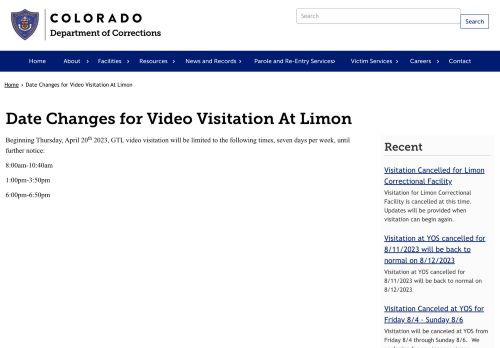 COLORADO
Department of Corrections
Search
Search
Home
About
Facilities
Resources
News and Records
Parole and Re-Entry Services
Victim Services
Careers
Contact
Home › Date Changes for Video Visitation At Limon
Date Changes for Video Visitation At Limon
Beginning Thursday, April 20th 2023, GTL video visitation will be limited to the following times, seven days per week, until
further notice:
8:00am-10:40am
1:00pm-3:50pm
6:00pm-6:50pm
Recent
Visitation Cancelled for Limon
Correctional Facility
Visitation for Limon Correctional
Facility is cancelled at this time.
Updates will be provided when
visitation can begin again.
Visitation at YOS cancelled for
8/11/2023 will be back to
normal on 8/12/2023
Visitation at YOS cancelled for
8/11/2023 will be back to normal on
8/12/2023
Visitation Canceled at YOS for
Friday 8/4 - Sunday 8/6
Visitation will be canceled at YOS from
Friday 8/4 through Sunday 8/6. We